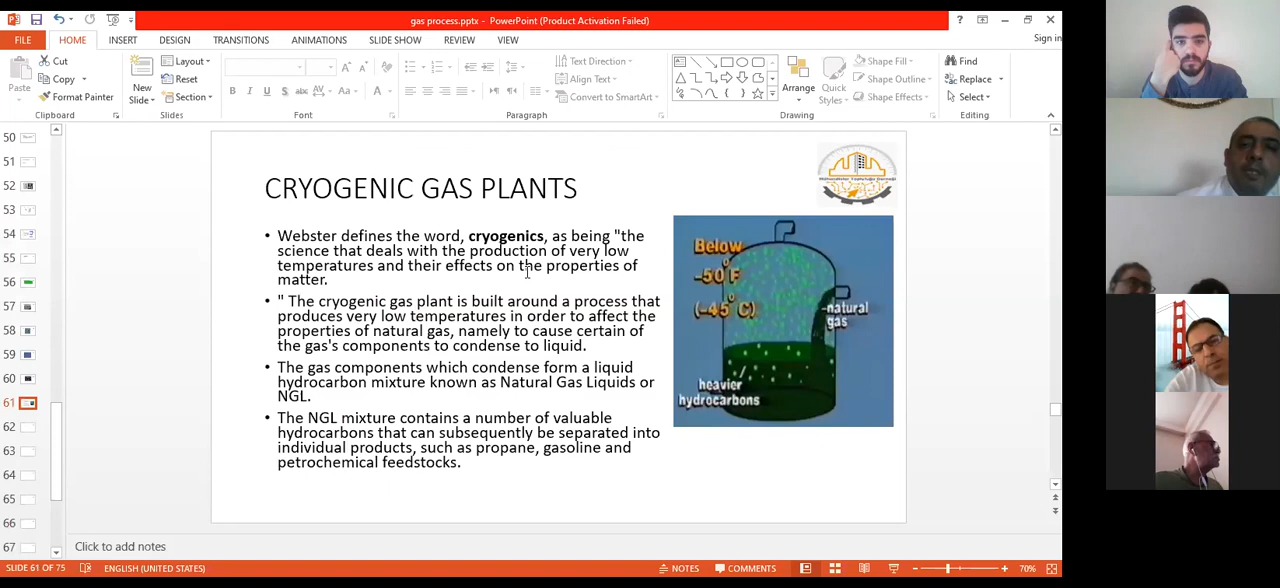 gas process.pptx - PowerPoint (Product Activation Failed)
FILE HOME INSERT DESIGN TRANSITIONS ANIMATIONS SLIDE SHOW REVIEW VIEW Sign in
Paste
Cut
Copy
Format Painter
Clipboard
New
Slide
Layout
Reset
Section
Slides
B I U S abc AV Aa A
Font
Text Direction
Align Text
Convert to SmartArt
Paragraph
Arrange
Quick
Styles
Shape Fill
Shape Outline
Shape Effects
Drawing
Find
Replace
Select
Editing
50
51
52
53
54
55
56
57
58
59
60
61
62
63
64
65
66
67
CRYOGENIC GAS PLANTS
• Webster defines the word, cryogenics, as being "the
science that deals with the production of very low
temperatures and their effects on the properties of
matter.
• " The cryogenic gas plant is built around a process that
produces very low temperatures in order to affect the
properties of natural gas, namely to cause certain of
the gas's components to condense to liquid.
• The gas components which condense form a liquid
hydrocarbon mixture known as Natural Gas Liquids or
NGL.
• The NGL mixture contains a number of valuable
hydrocarbons that can subsequently be separated into
individual products, such as propane, gasoline and
petrochemical feedstocks.
Below
-50°F
(-45°C)
natural
gas
heavier
hydrocarbons
Click to add notes
SLIDE 61 OF 75 ENGLISH (UNITED STATES) NOTES COMMENTS 70%